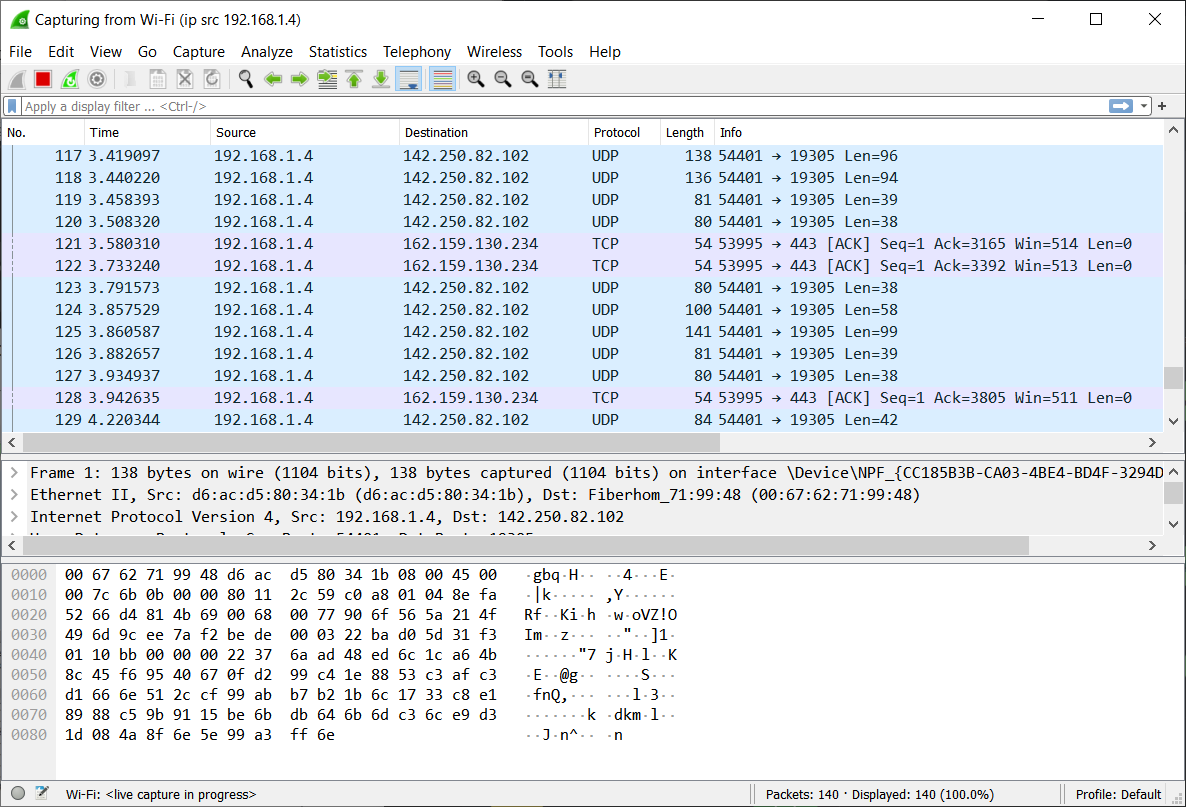 Capturing from Wi-Fi (ip src 192.168.1.4)
File Edit View Go Capture Analyze Statistics Telephony Wireless Tools Help
Apply a display filter ... <Ctrl-/>
No. Time Source Destination Protocol Length Info
117 3.419097 192.168.1.4 142.250.82.102 UDP 138 54401 → 19305 Len=96
118 3.440220 192.168.1.4 142.250.82.102 UDP 136 54401 → 19305 Len=94
119 3.458393 192.168.1.4 142.250.82.102 UDP 81 54401 → 19305 Len=39
120 3.508320 192.168.1.4 142.250.82.102 UDP 80 54401 → 19305 Len=38
121 3.580310 192.168.1.4 162.159.130.234 TCP 54 53995 → 443 [ACK] Seq=1 Ack=3165 Win=514 Len=0
122 3.733240 192.168.1.4 162.159.130.234 TCP 54 53995 → 443 [ACK] Seq=1 Ack=3392 Win=513 Len=0
123 3.791573 192.168.1.4 142.250.82.102 UDP 80 54401 → 19305 Len=38
124 3.857529 192.168.1.4 142.250.82.102 UDP 100 54401 → 19305 Len=58
125 3.860587 192.168.1.4 142.250.82.102 UDP 141 54401 → 19305 Len=99
126 3.882657 192.168.1.4 142.250.82.102 UDP 81 54401 → 19305 Len=39
127 3.934937 192.168.1.4 142.250.82.102 UDP 80 54401 → 19305 Len=38
128 3.942635 192.168.1.4 162.159.130.234 TCP 54 53995 → 443 [ACK] Seq=1 Ack=3805 Win=511 Len=0
129 4.220344 192.168.1.4 142.250.82.102 UDP 84 54401 → 19305 Len=42
Frame 1: 138 bytes on wire (1104 bits), 138 bytes captured (1104 bits) on interface \Device\NPF_{CC185B3B-CA03-4BE4-BD4F-3294D
Ethernet II, Src: d6:ac:d5:80:34:1b (d6:ac:d5:80:34:1b), Dst: Fiberhom_71:99:48 (00:67:62:71:99:48)
Internet Protocol Version 4, Src: 192.168.1.4, Dst: 142.250.82.102
0000 00 67 62 71 99 48 d6 ac d5 80 34 1b 08 00 45 00 ·gbq·H·· ··4···E·
0010 00 7c 6b 0b 00 00 80 11 2c 59 c0 a8 01 04 8e fa ·|k····· ,Y······
0020 52 66 d4 81 4b 69 00 68 00 77 90 6f 56 5a 21 4f Rf··Ki·h ·w·oVZ!O
0030 49 6d 9c ee 7a f2 be de 00 03 22 ba d0 5d 31 f3 Im··z··· ··"··]1·
0040 01 10 bb 00 00 00 22 37 6a ad 48 ed 6c 1c a6 4b ······"7 j·H·l··K
0050 8c 45 f6 95 40 67 0f d2 99 c4 1e 88 53 c3 af c3 ·E··@g·· ····S···
0060 d1 66 6e 51 2c cf 99 ab b7 b2 1b 6c 17 33 c8 e1 ·fnQ,··· ···l·3··
0070 89 88 c5 9b 91 15 be 6b db 64 6b 6d c3 6c e9 d3 ·······k ·dkm·l··
0080 1d 08 4a 8f 6e 5e 99 a3 ff 6e ··J·n^·· ·n
Wi-Fi: <live capture in progress> Packets: 140 · Displayed: 140 (100.0%) Profile: Default